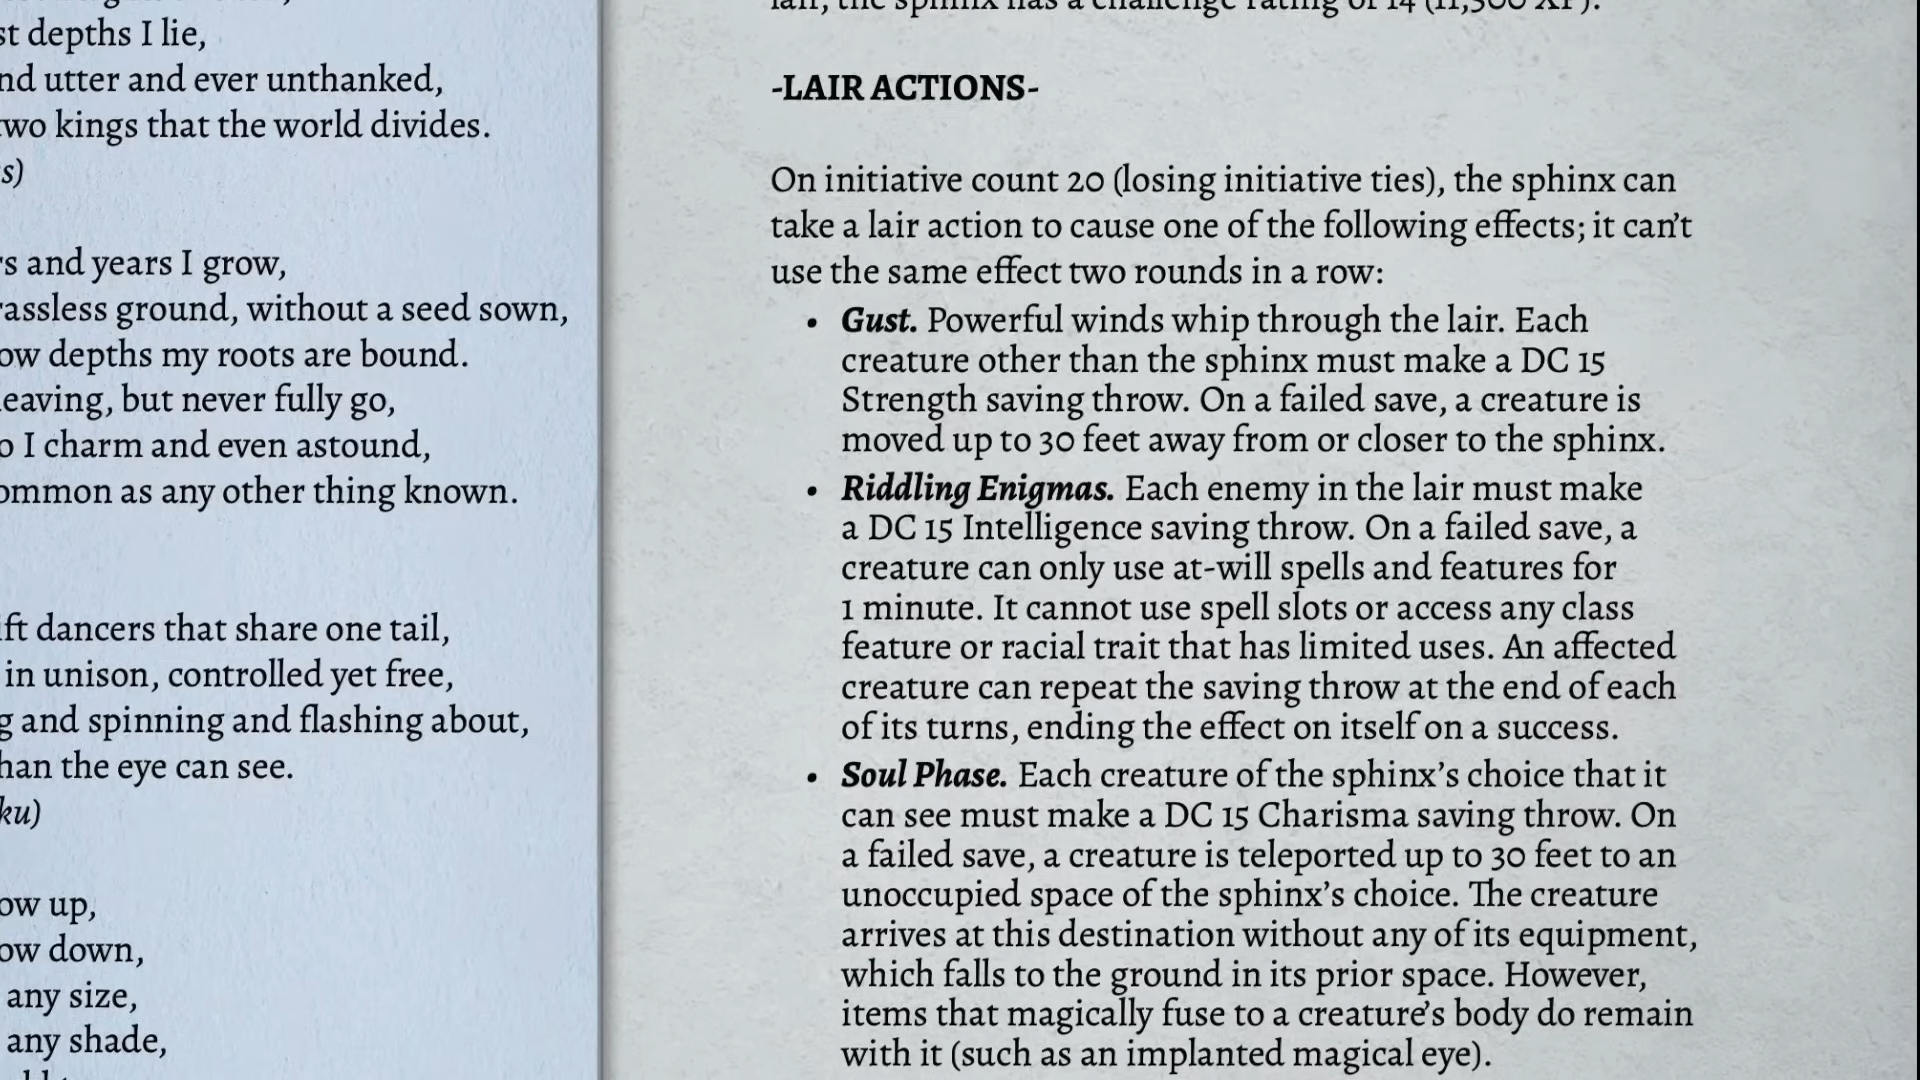 depths I lie,
utter and ever unthanked,
two kings that the world divides.
and years I grow,
ground, without a seed sown,
depths my roots are bound.
but never fully go,
I charm and even astound,
as any other thing known.
dancers that share one tail,
in unison, controlled yet free,
and spinning and flashing about,
the eye can see.
up,
down,
any size,
any shade,
lair, the sphinx has a challenge rating of 14 (11,500 XP).
-LAIR ACTIONS-
On initiative count 20 (losing initiative ties), the sphinx can
take a lair action to cause one of the following effects; it can’t
use the same effect two rounds in a row:
• Gust. Powerful winds whip through the lair. Each
creature other than the sphinx must make a DC 15
Strength saving throw. On a failed save, a creature is
moved up to 30 feet away from or closer to the sphinx.
• Riddling Enigmas. Each enemy in the lair must make
a DC 15 Intelligence saving throw. On a failed save, a
creature can only use at-will spells and features for
1 minute. It cannot use spell slots or access any class
feature or racial trait that has limited uses. An affected
creature can repeat the saving throw at the end of each
of its turns, ending the effect on itself on a success.
• Soul Phase. Each creature of the sphinx’s choice that it
can see must make a DC 15 Charisma saving throw. On
a failed save, a creature is teleported up to 30 feet to an
unoccupied space of the sphinx’s choice. The creature
arrives at this destination without any of its equipment,
which falls to the ground in its prior space. However,
items that magically fuse to a creature’s body do remain
with it (such as an implanted magical eye).